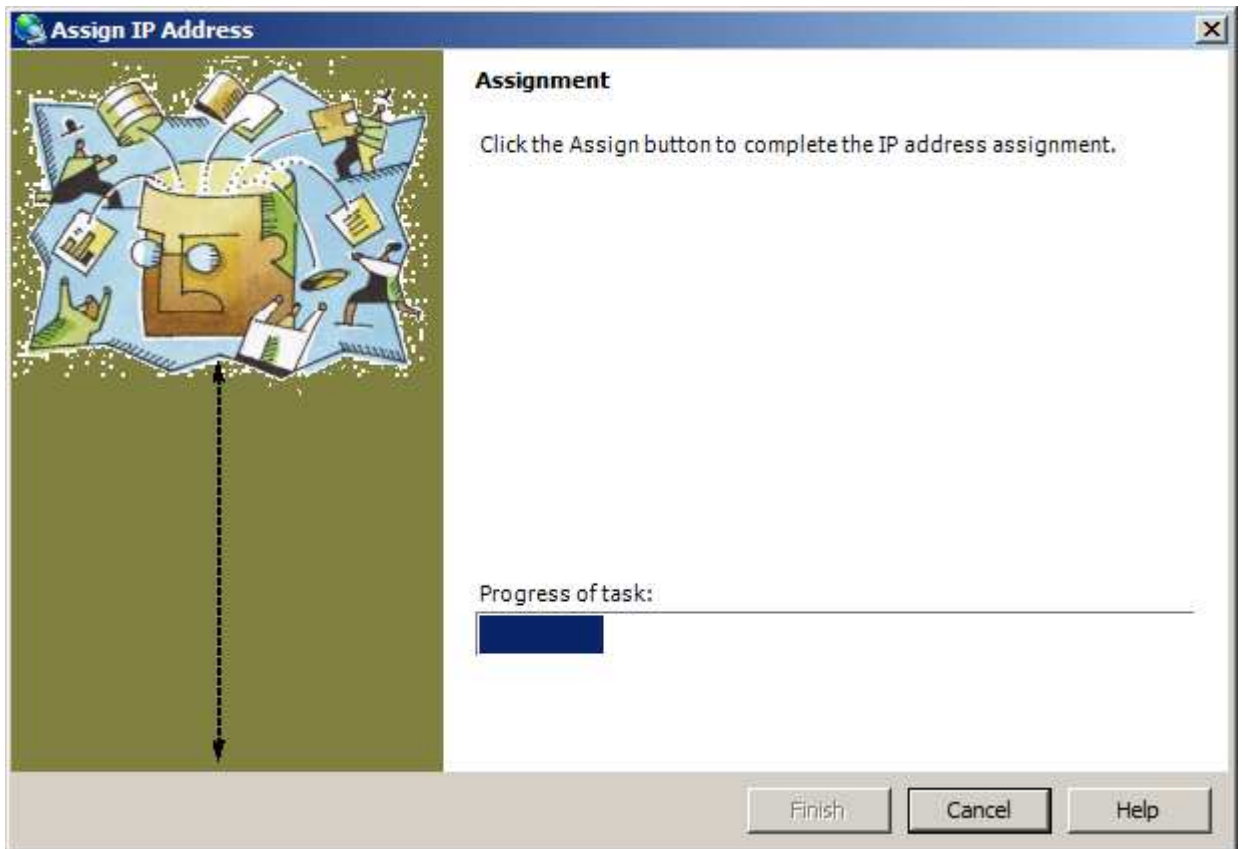 Assign IP Address
Assignment
Click the Assign button to complete the IP address assignment.
Progress of task:
Finish Cancel Help